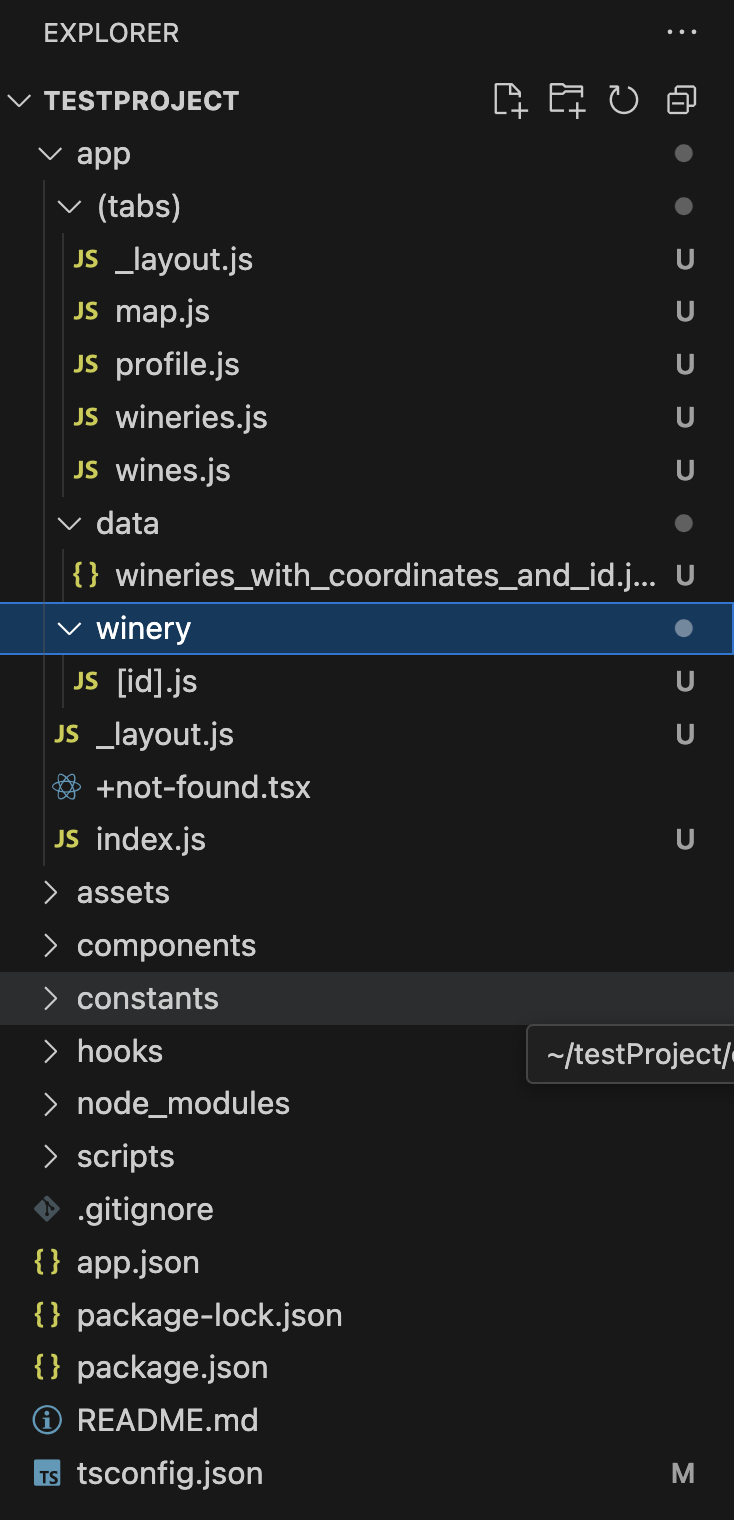 EXPLORER
TESTPROJECT
app
(tabs)
JS _layout.js U
JS map.js U
JS profile.js U
JS wineries.js U
JS wines.js U
data
{} wineries_with_coordinates_and_id.j... U
winery
JS [id].js U
JS _layout.js U
+not-found.tsx
JS index.js U
assets
components
constants
hooks
~/testProject/
node_modules
scripts
.gitignore
{} app.json
{} package-lock.json
{} package.json
README.md
TS tsconfig.json M